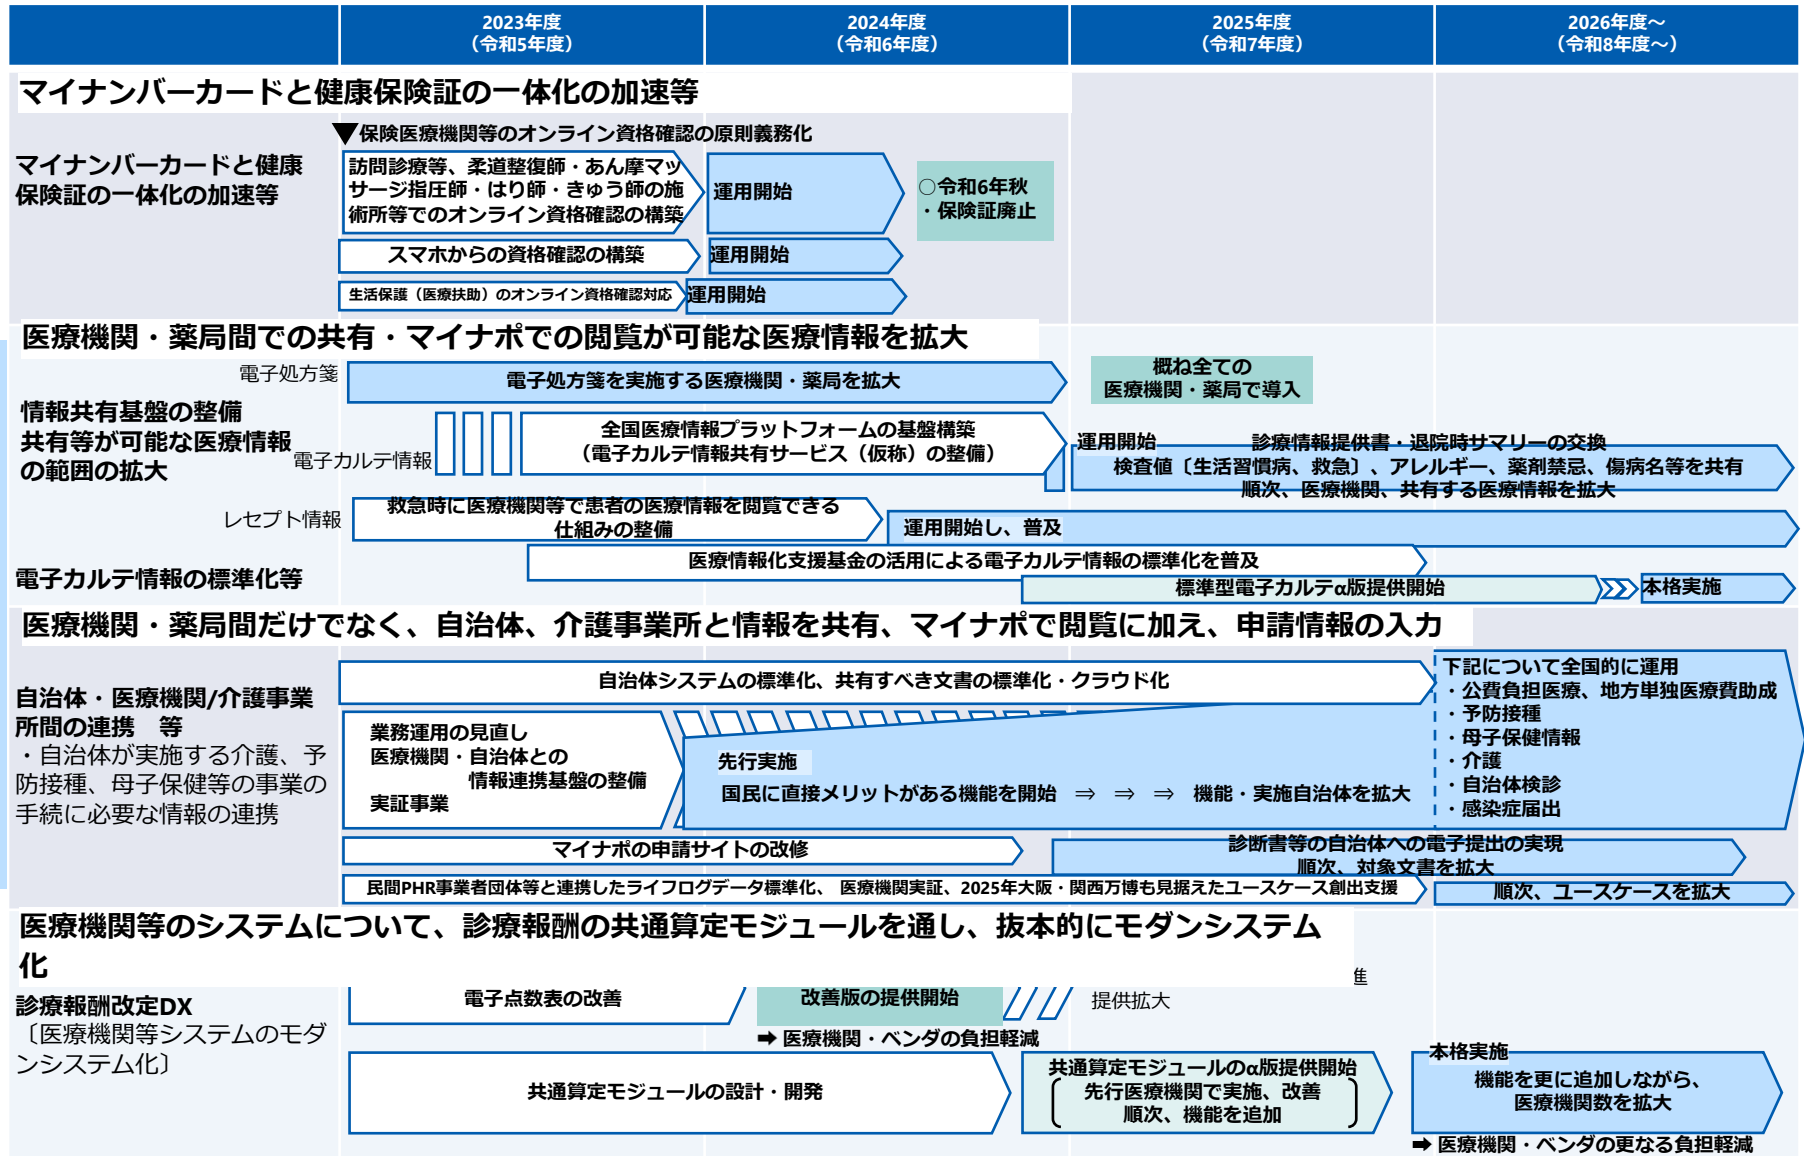 2023年度
（令和5年度）
2024年度
（令和6年度）
2025年度
（令和7年度）
2026年度～
（令和8年度～）
マイナンバーカードと健康保険証の一体化の加速等
▼保険医療機関等のオンライン資格確認の原則義務化
マイナンバーカードと健康
保険証の一体化の加速等
訪問診療等、柔道整復師・あん摩マッ
サージ指圧師・はり師・きゅう師の施
術所等でのオンライン資格確認の構築
運用開始
○令和6年秋
・保険証廃止
スマホからの資格確認の構築
運用開始
生活保護（医療扶助）のオンライン資格確認対応
運用開始
医療機関・薬局間での共有・マイナポでの閲覧が可能な医療情報を拡大
電子処方箋
電子処方箋を実施する医療機関・薬局を拡大
概ね全ての
医療機関・薬局で導入
情報共有基盤の整備
共有等が可能な医療情報
の範囲の拡大
電子カルテ情報
全国医療情報プラットフォームの基盤構築
（電子カルテ情報共有サービス（仮称）の整備）
運用開始
診療情報提供書・退院時サマリーの交換
検査値〔生活習慣病、救急〕、アレルギー、薬剤禁忌、傷病名等を共有
順次、医療機関、共有する医療情報を拡大
レセプト情報
救急時に医療機関等で患者の医療情報を閲覧できる
仕組みの整備
運用開始し、普及
電子カルテ情報の標準化等
医療情報化支援基金の活用による電子カルテ情報の標準化を普及
標準型電子カルテα版提供開始
本格実施
医療機関・薬局間だけでなく、自治体、介護事業所と情報を共有、マイナポで閲覧に加え、申請情報の入力
自治体・医療機関/介護事業
所間の連携　等
・自治体が実施する介護、予
防接種、母子保健等の事業の
手続に必要な情報の連携
自治体システムの標準化、共有すべき文書の標準化・クラウド化
業務運用の見直し
医療機関・自治体との
情報連携基盤の整備
実証事業
先行実施
国民に直接メリットがある機能を開始　⇒　⇒　⇒　機能・実施自治体を拡大
下記について全国的に運用
・公費負担医療、地方単独医療費助成
・予防接種
・母子保健情報
・介護
・自治体検診
・感染症届出
マイナポの申請サイトの改修
診断書等の自治体への電子提出の実現
順次、対象文書を拡大
民間PHR事業者団体等と連携したライフログデータ標準化、 医療機関実証、2025年大阪・関西万博も見据えたユースケース創出支援
順次、ユースケースを拡大
医療機関等のシステムについて、診療報酬の共通算定モジュールを通し、抜本的にモダンシステム
化
診療報酬改定DX
〔医療機関等システムのモダ
ンシステム化〕
電子点数表の改善
改善版の提供開始
進
提供拡大
➡ 医療機関・ベンダの負担軽減
共通算定モジュールの設計・開発
共通算定モジュールのα版提供開始
先行医療機関で実施、改善
順次、機能を追加
本格実施
機能を更に追加しながら、
医療機関数を拡大
➡ 医療機関・ベンダの更なる負担軽減